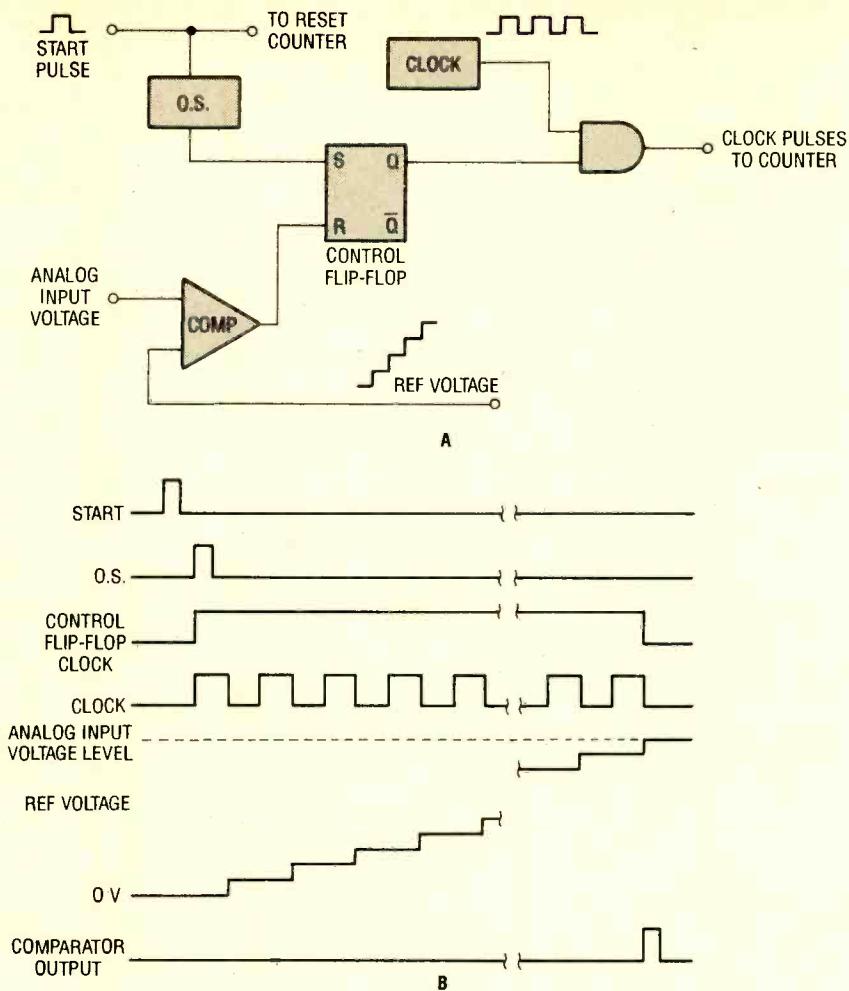 START
PULSE
TO RESET
COUNTER
O.S.
CLOCK
CLOCK PULSES
TO COUNTER
S Q
R Q̅
CONTROL
FLIP-FLOP
ANALOG
INPUT
VOLTAGE
COMP
REF VOLTAGE
A
START
O.S.
CONTROL
FLIP-FLOP
CLOCK
CLOCK
ANALOG INPUT
VOLTAGE LEVEL
REF VOLTAGE
0 V
COMPARATOR
OUTPUT
B